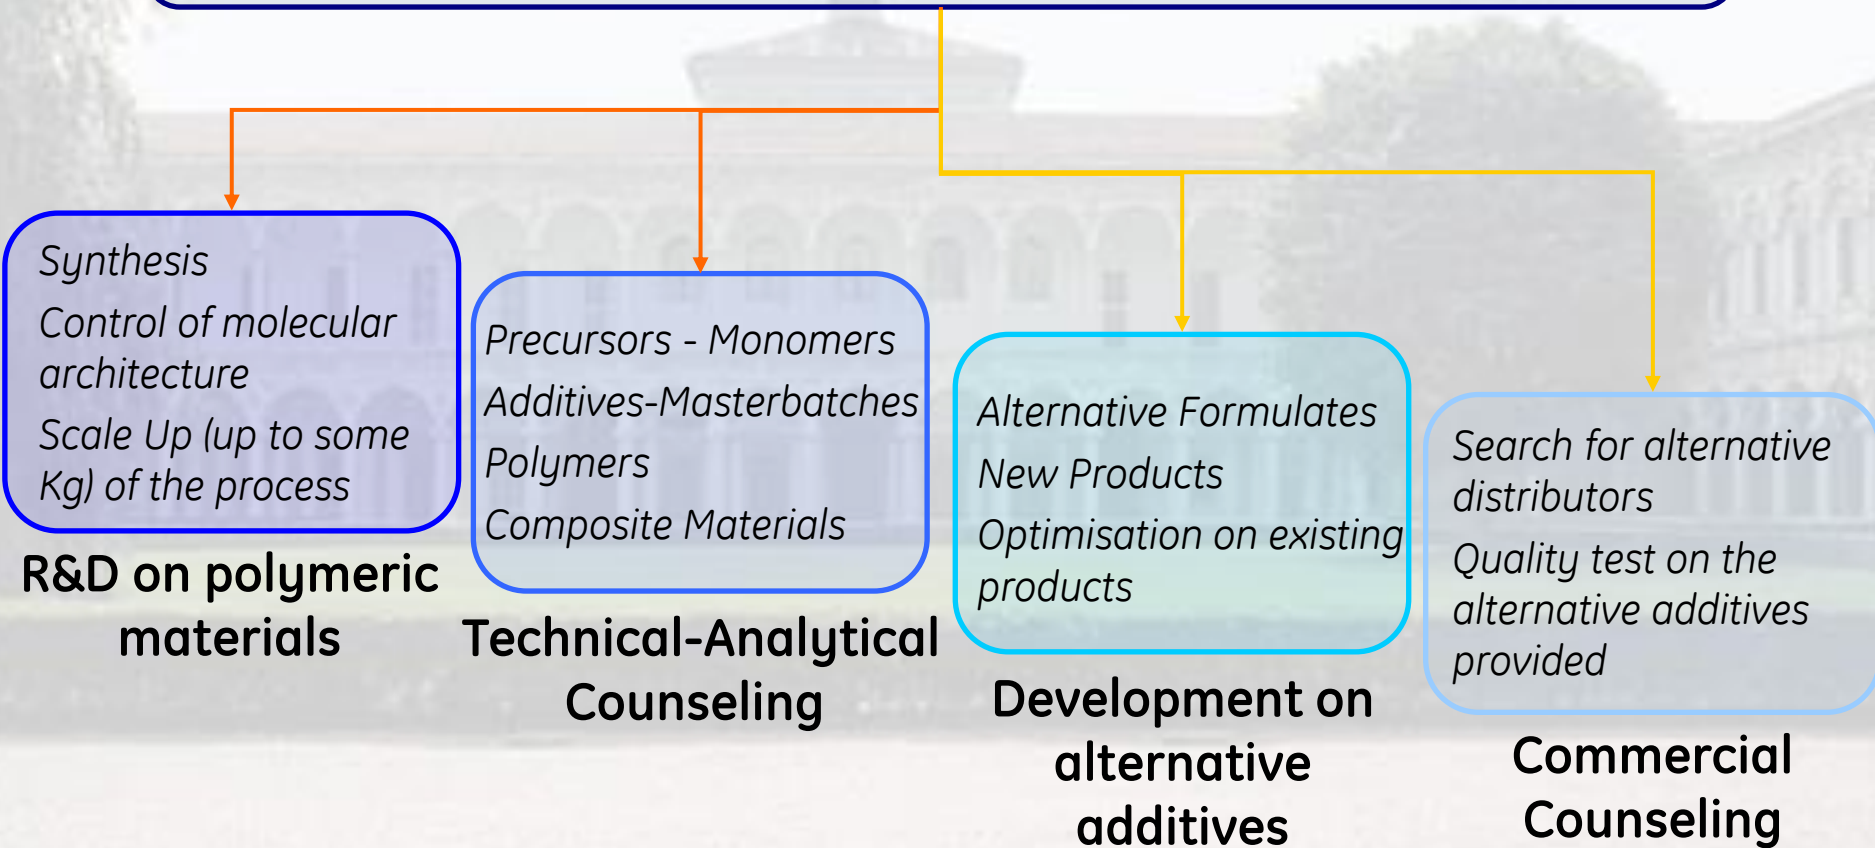 Synthesis
Control of molecular
architecture
Scale Up (up to some
Kg) of the process
R&D on polymeric
materials
Precursors - Monomers
Additives-Masterbatches
Polymers
Composite Materials
Technical-Analytical
Counseling
Alternative Formulates
New Products
Optimisation on existing
products
Development on
alternative
additives
Search for alternative
distributors
Quality test on the
alternative additives
provided
Commercial
Counseling